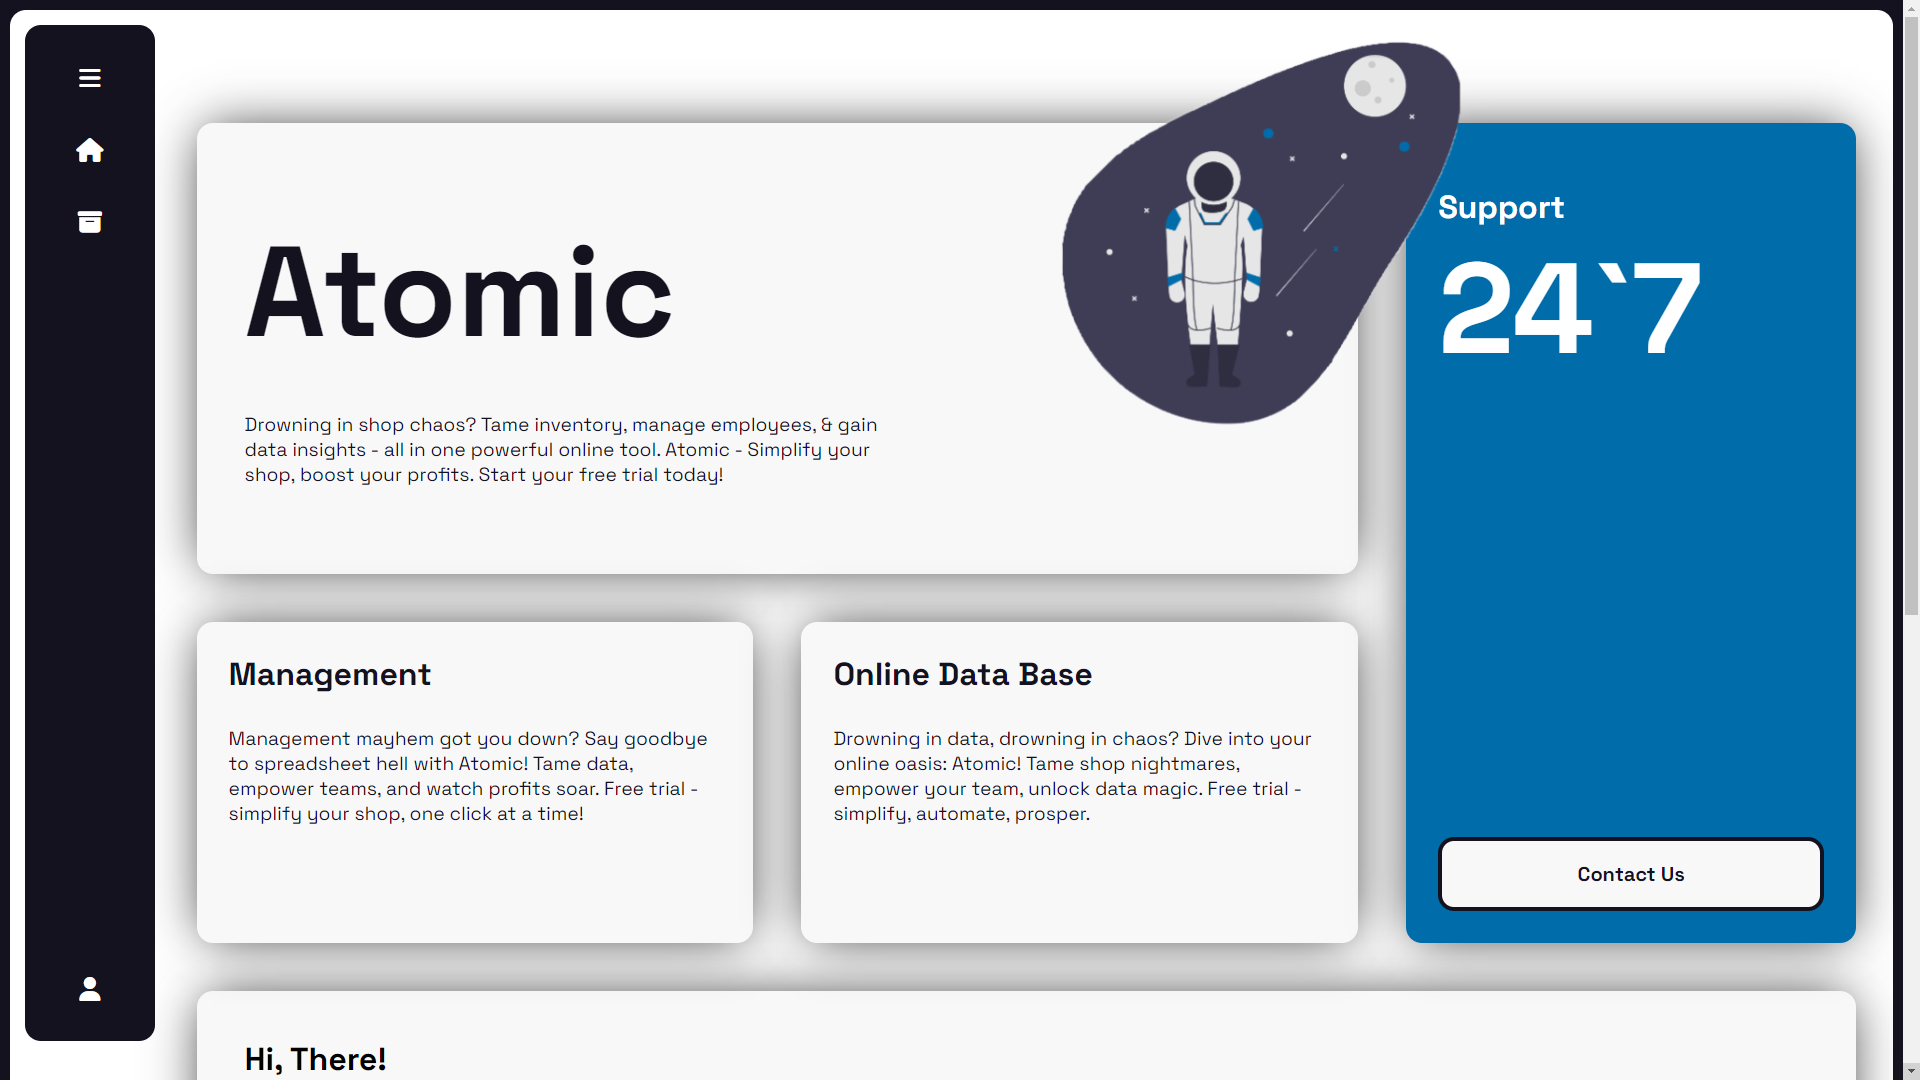 Atomic
Drowning in shop chaos? Tame inventory, manage employees, & gain
data insights - all in one powerful online tool. Atomic - Simplify your
shop, boost your profits. Start your free trial today!
Support
24`7
Management
Management mayhem got you down? Say goodbye
to spreadsheet hell with Atomic! Tame data,
empower teams, and watch profits soar. Free trial -
simplify your shop, one click at a time!
Online Data Base
Drowning in data, drowning in chaos? Dive into your
online oasis: Atomic! Tame shop nightmares,
empower your team, unlock data magic. Free trial -
simplify, automate, prosper.
Contact Us
Hi, There!